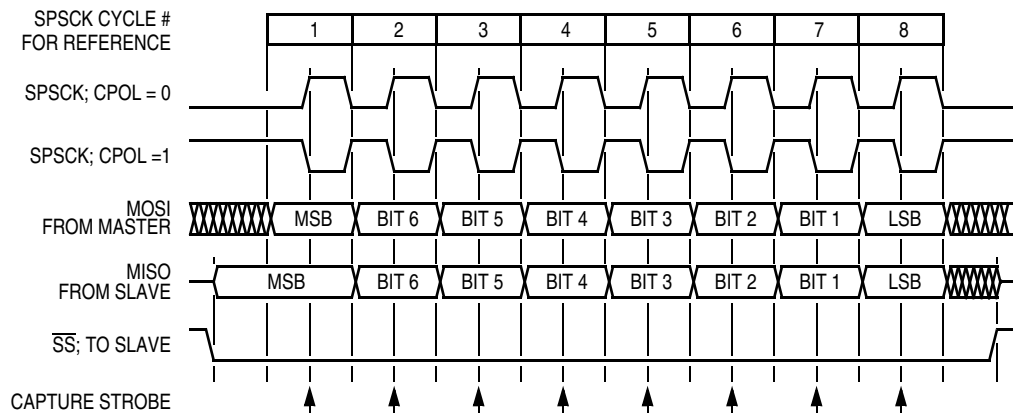 SPSCK CYCLE #
FOR REFERENCE
1 2 3 4 5 6 7 8
SPSCK; CPOL = 0
SPSCK; CPOL =1
MOSI
FROM MASTER
MSB BIT 6 BIT 5 BIT 4 BIT 3 BIT 2 BIT 1 LSB
MISO
FROM SLAVE
MSB BIT 6 BIT 5 BIT 4 BIT 3 BIT 2 BIT 1 LSB
SS; TO SLAVE
CAPTURE STROBE